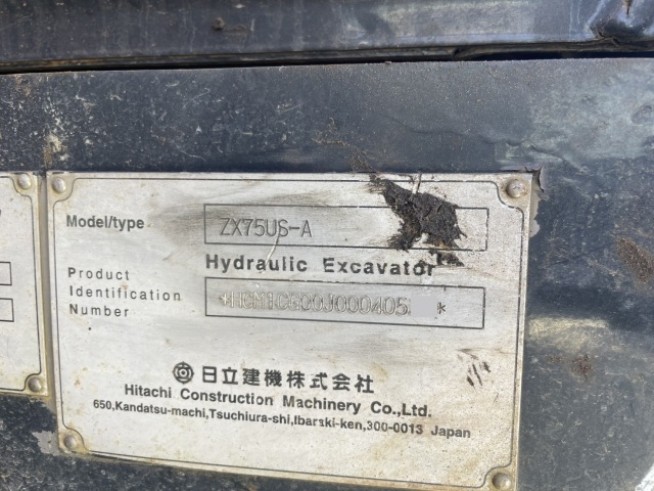 Model/type ZX75US-A
Hydraulic Excavator
Product
Identification
Number
日立建機株式会社
Hitachi Construction Machinery Co.,Ltd.
650,Kandatsu-machi,Tsuchiura-shi,Ibaraki-ken,300-0013 Japan